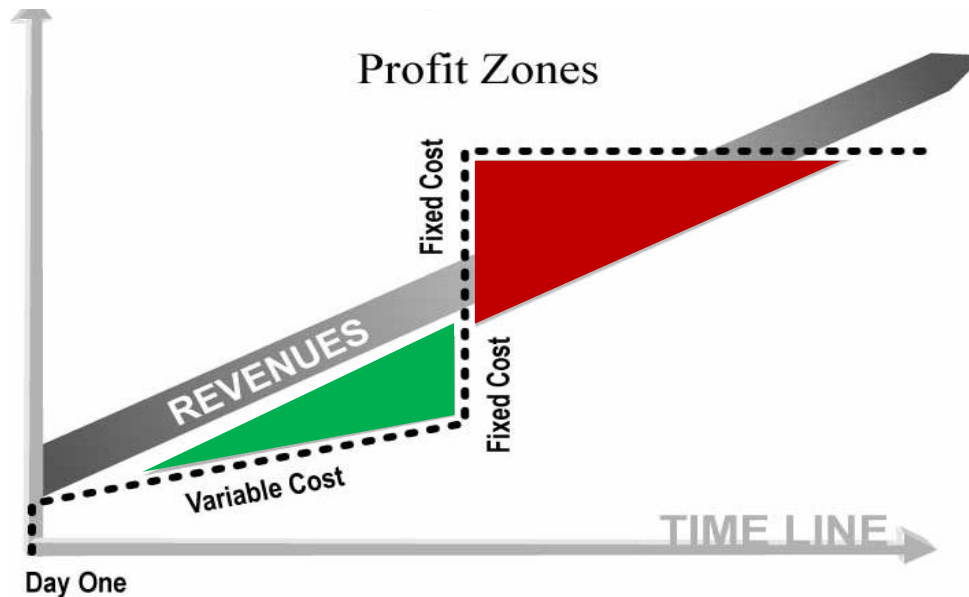 Profit Zones
Fixed Cost
REVENUES
Fixed Cost
Variable Cost
TIME LINE
Day One